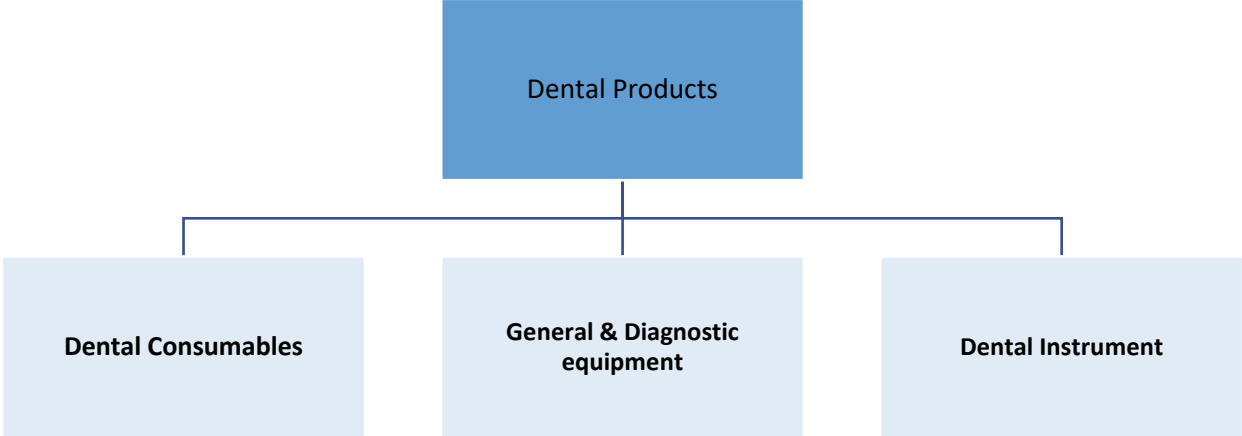 Dental Products
Dental Consumables
General & Diagnostic
equipment
Dental Instrument